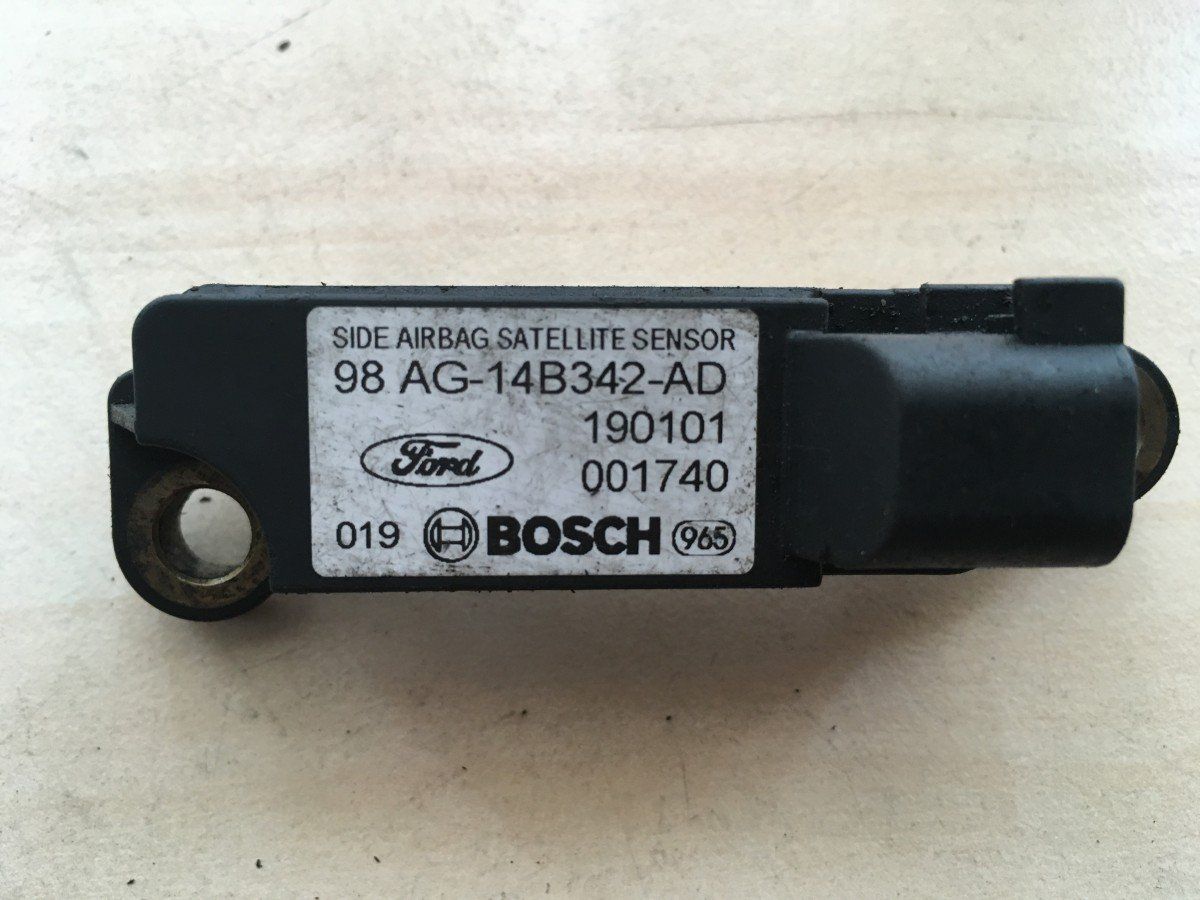 SIDE AIRBAG SATELLITE SENSOR
98 AG-14B342-AD
190101
Ford
001740
019 BOSCH 965